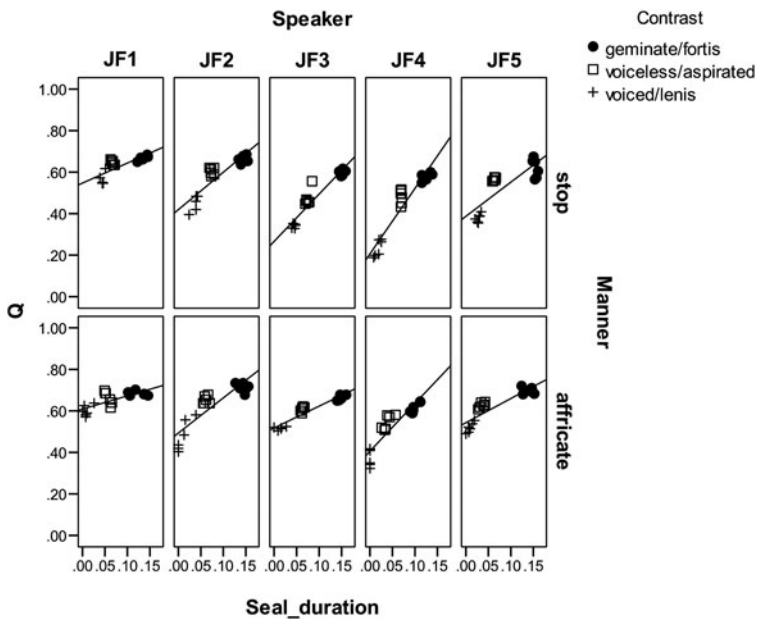 Speaker
Contrast
JF1 JF2 JF3 JF4 JF5
geminate/fortis
voiceless/aspirated
voiced/lenis
1.00
.80
.60
.40
.20
.00
stop
Q
Manner
1.00
.80
.60
.40
.20
.00
affricate
.00 .05 .10 .15 .00 .05 .10 .15 .00 .05 .10 .15 .00 .05 .10 .15 .00 .05 .10 .15
Seal_duration